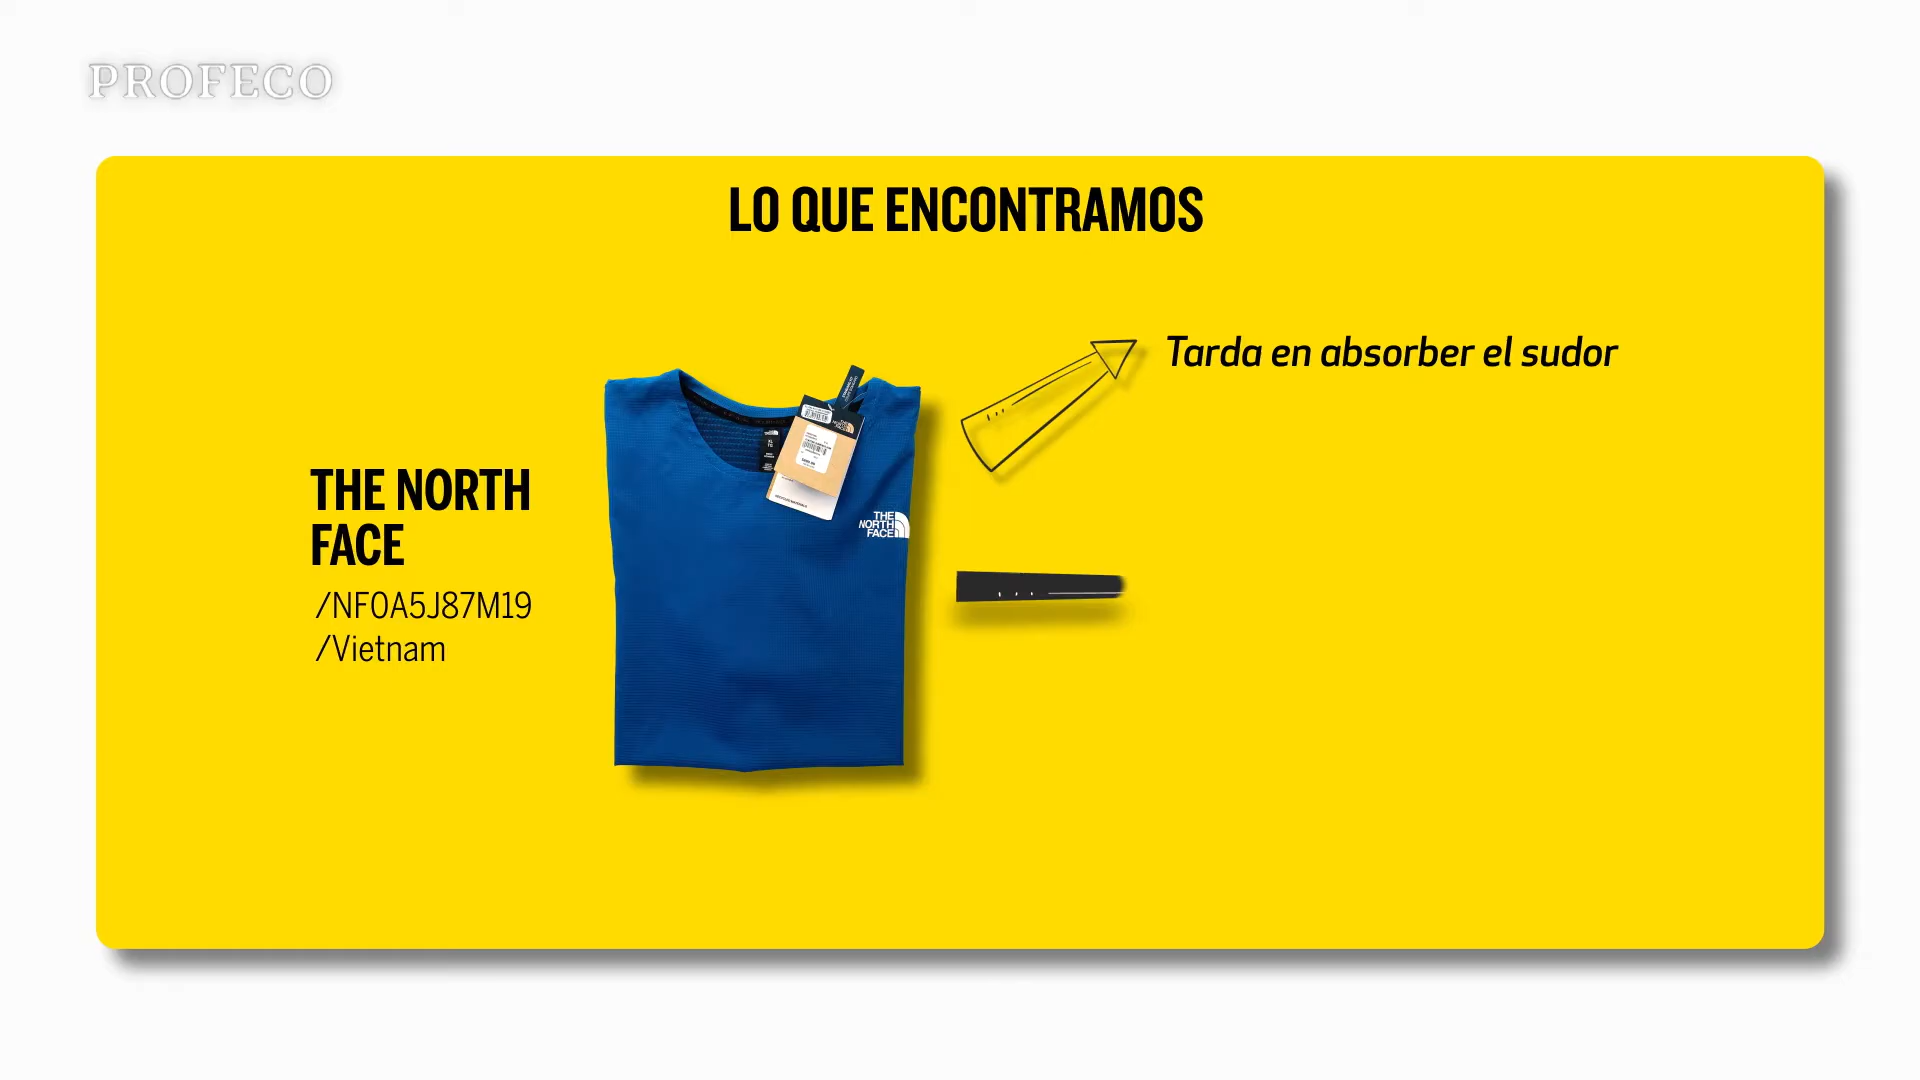 PROFECO
LO QUE ENCONTRAMOS
Tarda en absorber el sudor
THE NORTH
FACE
/NF0A5J87M19
/Vietnam
THE
NORTH
FACE